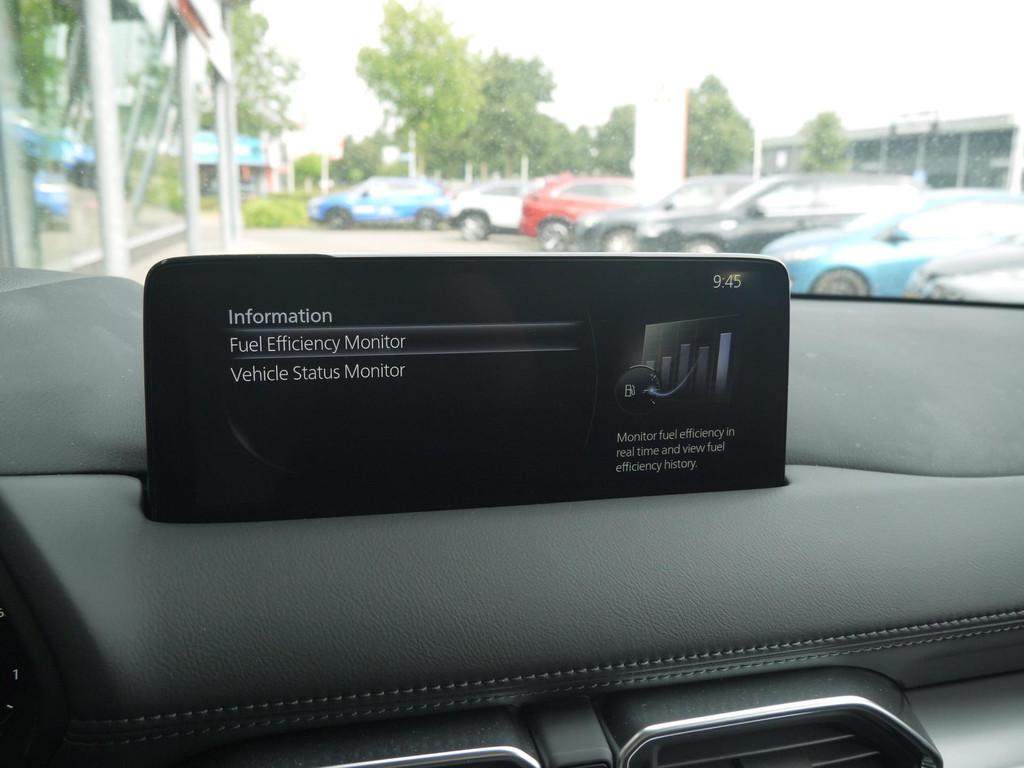 9:45
Information
Fuel Efficiency Monitor
Vehicle Status Monitor
Monitor fuel efficiency in
real time and view fuel
efficiency history.
1